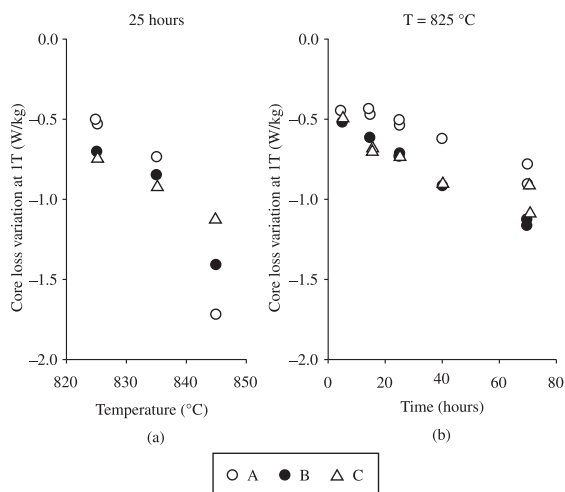 25 hours
T = 825 °C
Core loss variation at 1T (W/kg)
0.0
–0.5
–1.0
–1.5
–2.0
820
830
840
850
Temperature (°C)
(a)
Core loss variation at 1T (W/kg)
0.0
–0.5
–1.0
–1.5
–2.0
0
20
40
60
80
Time (hours)
(b)
A
B
C